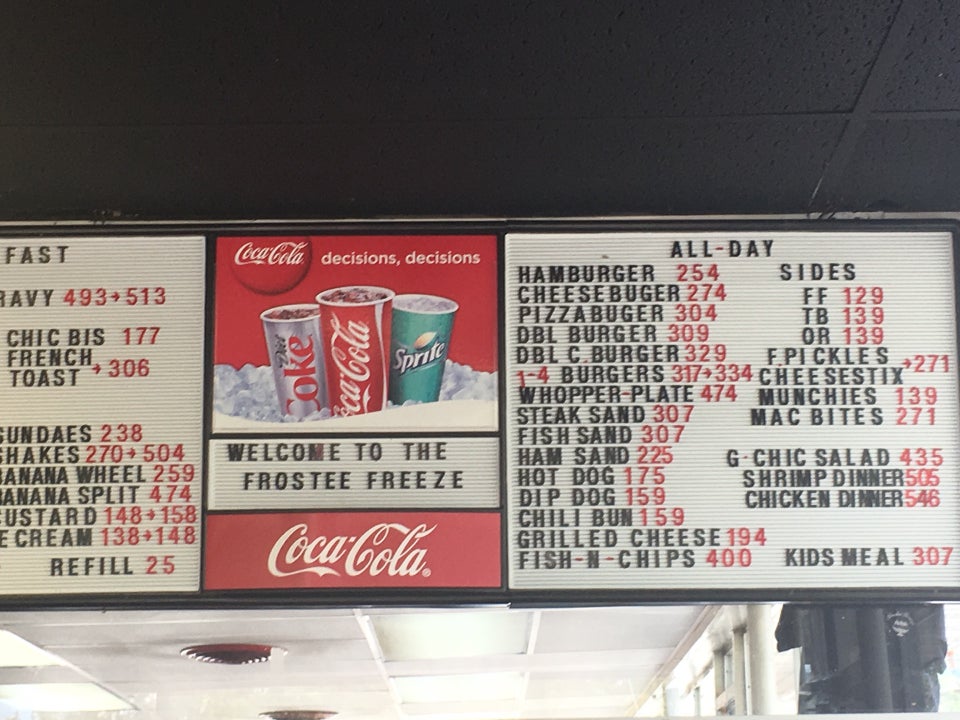 FAST
RAVY 493→513
CHIC BIS 177
FRENCH
TOAST →306
SUNDAES 238
SHAKES 270→504
BANANA WHEEL 259
BANANA SPLIT 474
CUSTARD 148→158
E CREAM 138→148
REFILL 25
Coca-Cola decisions, decisions
Diet Coke
Coca-Cola
Sprite
WELCOME TO THE
FROSTEE FREEZE
Coca-Cola
ALL-DAY
HAMBURGER 254
CHEESEBUGER 274
PIZZABUGER 304
DBL BURGER 309
DBL C.BURGER 329
1-4 BURGERS 317→334
WHOPPER-PLATE 474
STEAK SAND 307
FISH SAND 307
HAM SAND 225
HOT DOG 175
DIP DOG 159
CHILI BUN 159
GRILLED CHEESE 194
FISH-N-CHIPS 400
SIDES
FF 129
TB 139
OR 139
F.PICKLES
CHEESESTIX →271
MUNCHIES 139
MAC BITES 271
G-CHIC SALAD 435
SHRIMP DINNER 505
CHICKEN DINNER 546
KIDS MEAL 307